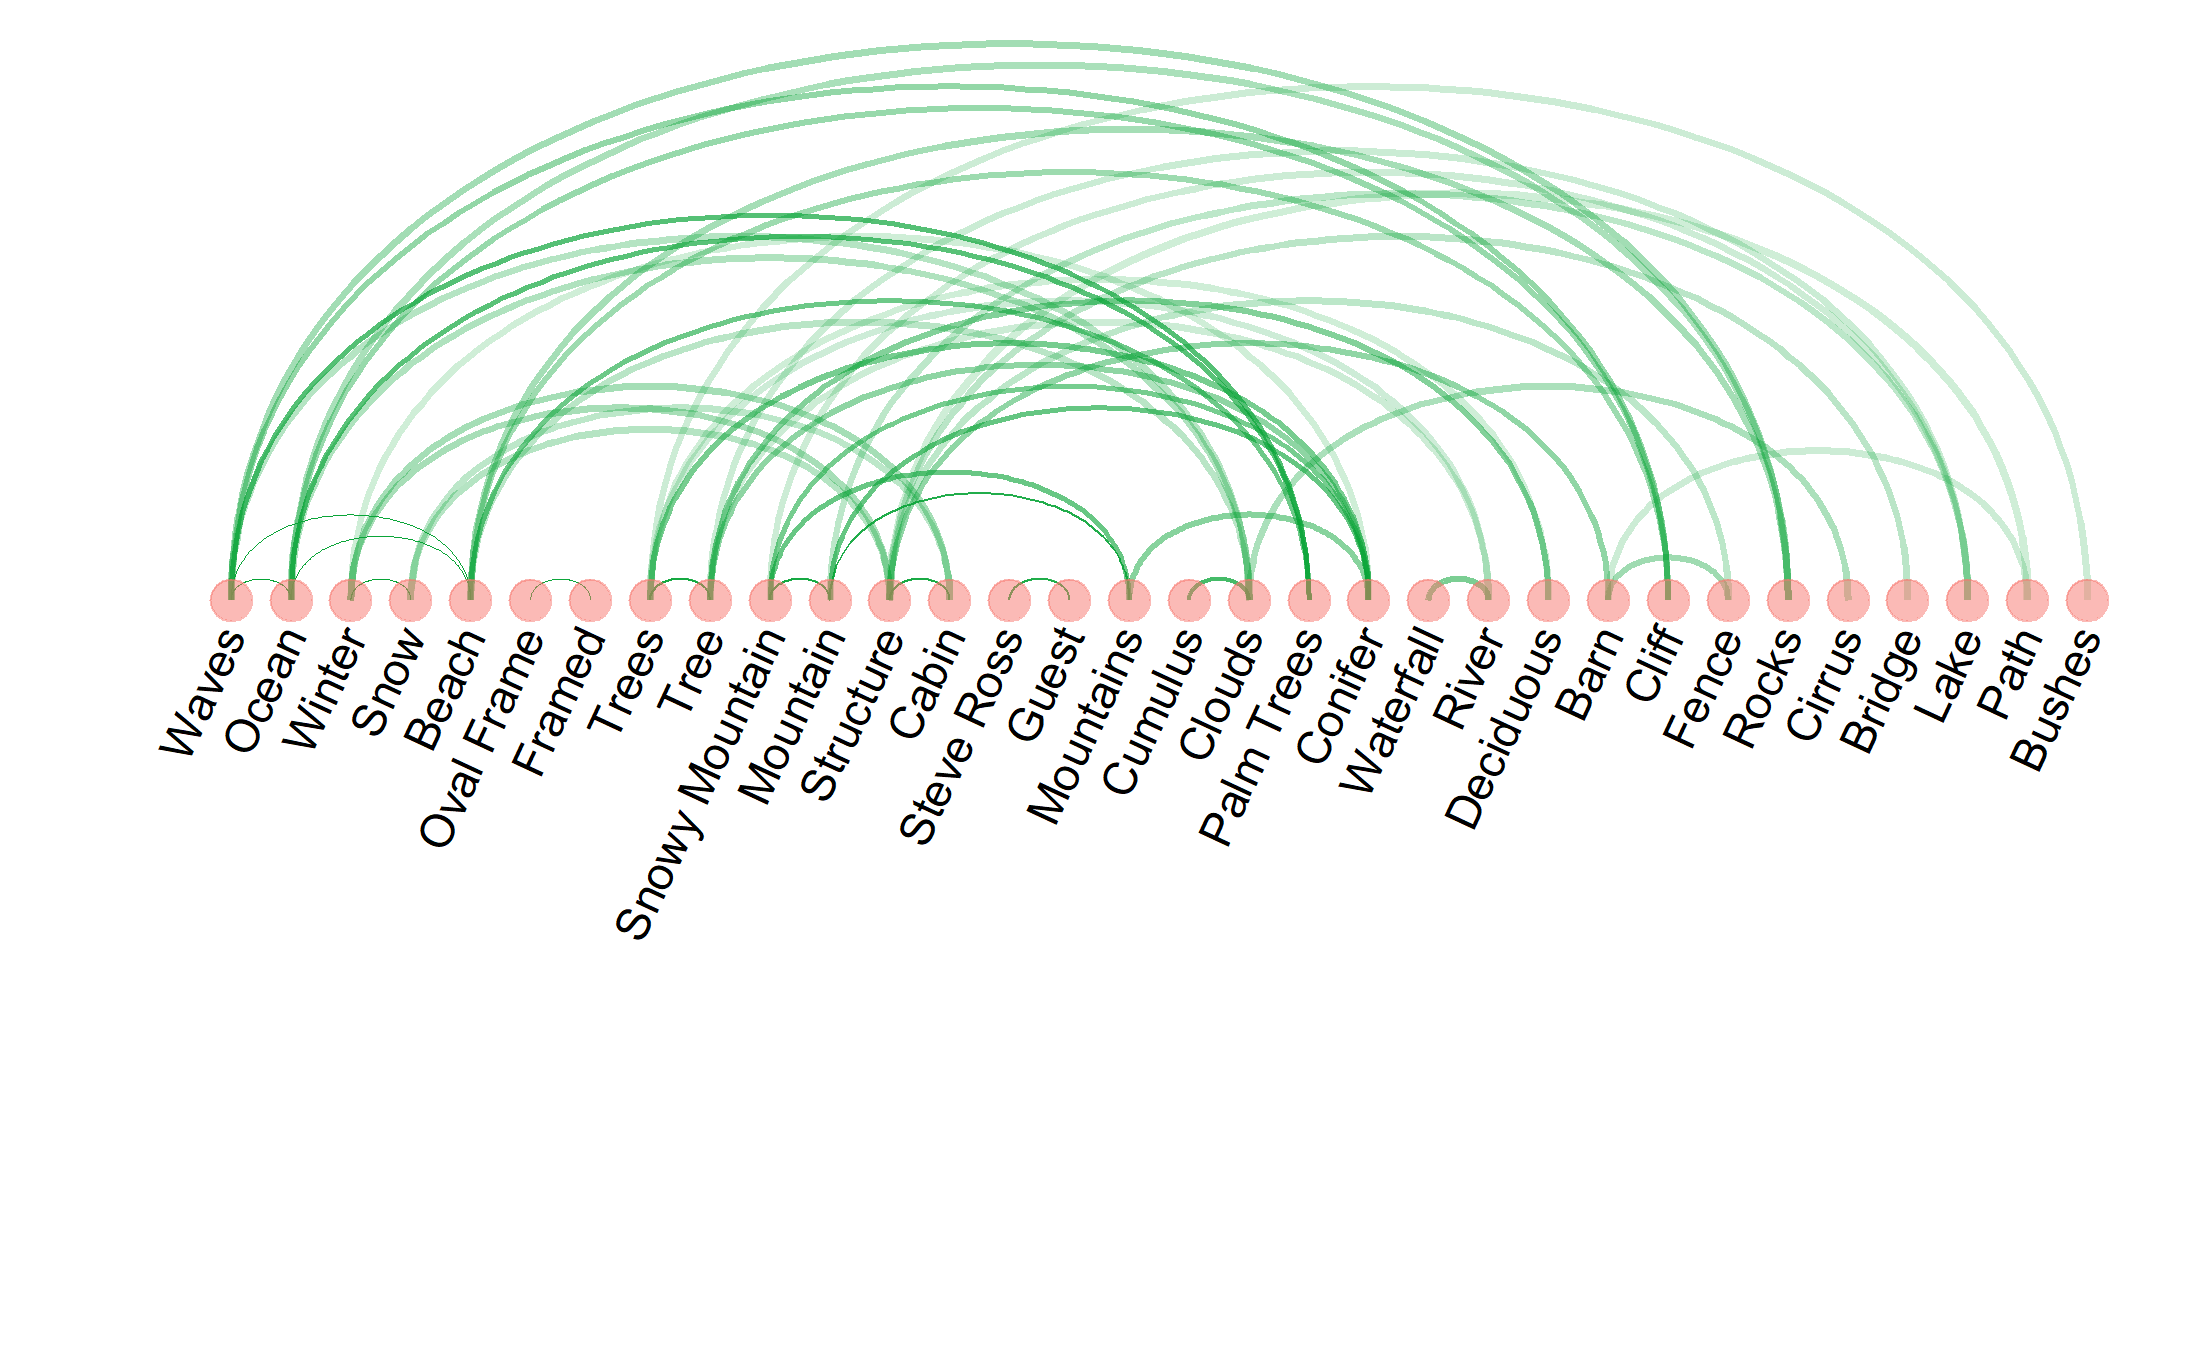 Waves
Ocean
Winter
Snow
Beach
Oval Frame
Framed
Trees
Tree
Snowy Mountain
Mountain
Structure
Cabin
Steve Ross
Guest
Mountains
Cumulus
Clouds
Palm Trees
Conifer
Waterfall
River
Deciduous
Barn
Cliff
Fence
Rocks
Cirrus
Bridge
Lake
Path
Bushes